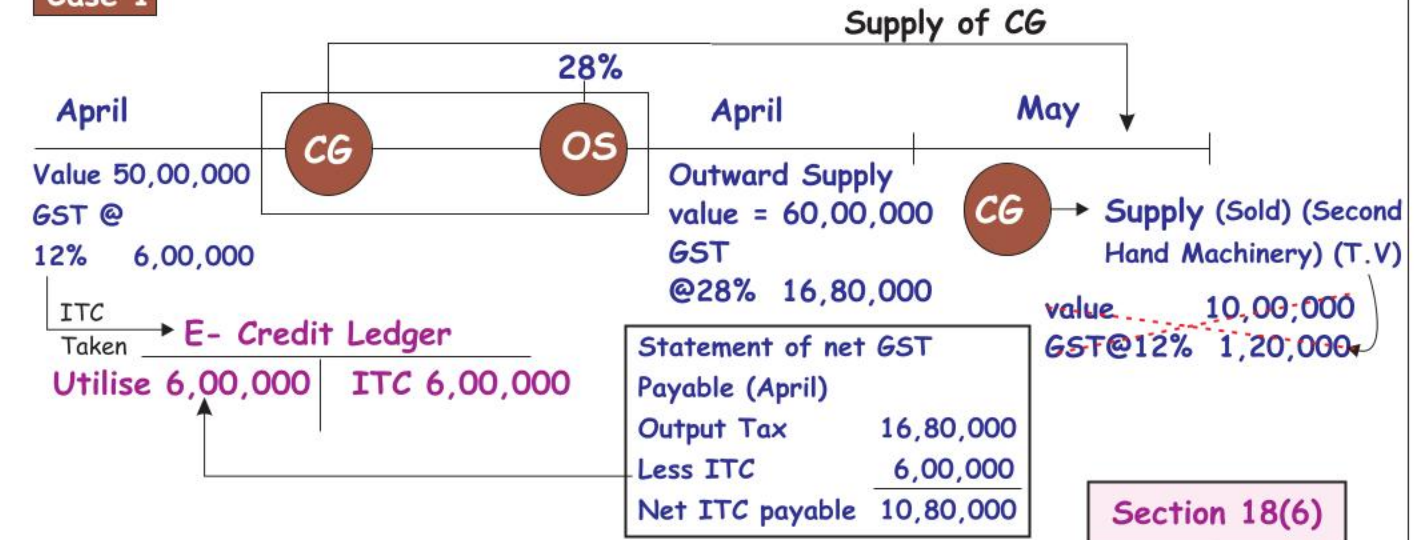 Case 1
Supply of CG
28%
April
April
May
CG
OS
CG
Value 50,00,000
GST @
12% 6,00,000
ITC
Taken
E- Credit Ledger
Utilise 6,00,000
ITC 6,00,000
Outward Supply
value = 60,00,000
GST
@28% 16,80,000
Supply (Sold) (Second
Hand Machinery) (T.V)
value 10,00,000
GST@12% 1,20,000
Statement of net GST
Payable (April)
Output Tax 16,80,000
Less ITC 6,00,000
Net ITC payable 10,80,000
Section 18(6)